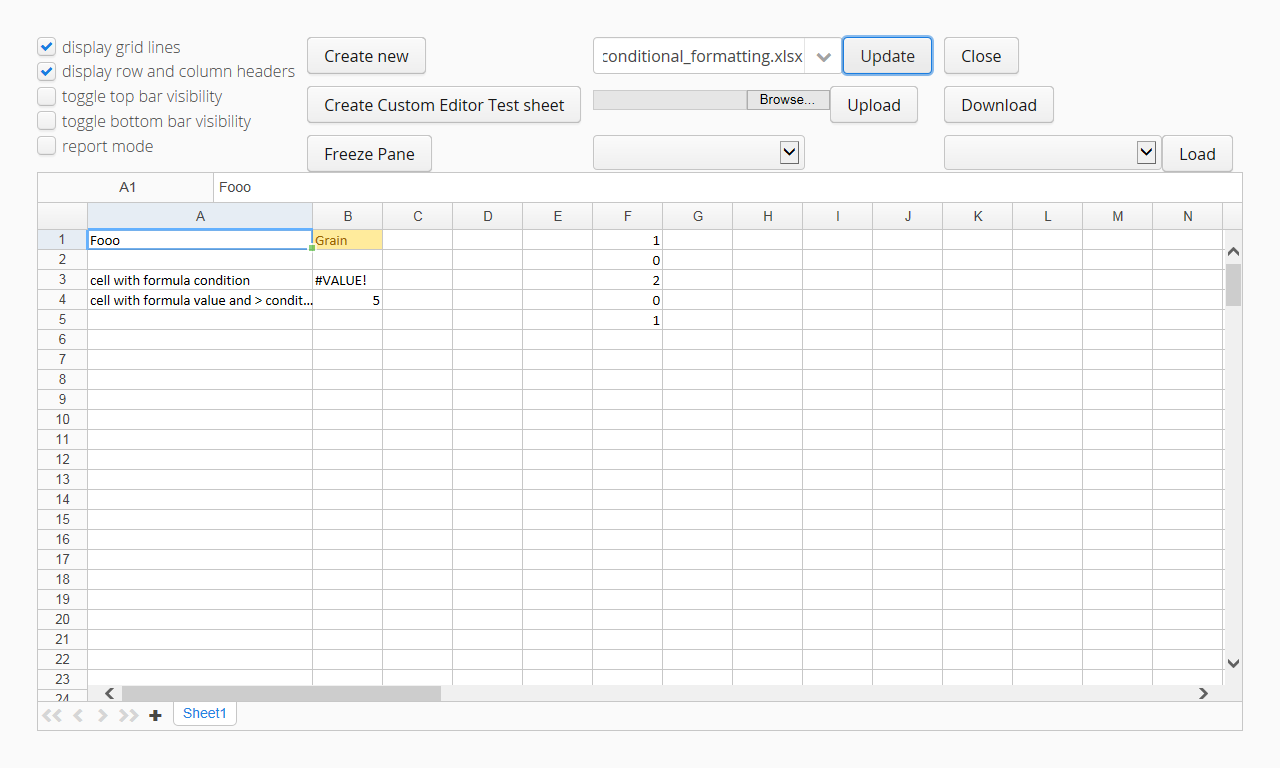 display grid lines
display row and column headers
toggle top bar visibility
toggle bottom bar visibility
report mode
Create new
conditional_formatting.xlsx
Update
Close
Create Custom Editor Test sheet
Browse...
Upload
Download
Freeze Pane
Load
A1 Fooo
A B C D E F G H I J K L M N
1 Fooo Grain 1
2 0
3 cell with formula condition #VALUE! 2
4 cell with formula value and > condit... 5 0
5 1
6
7
8
9
10
11
12
13
14
15
16
17
18
19
20
21
22
23
24
Sheet1